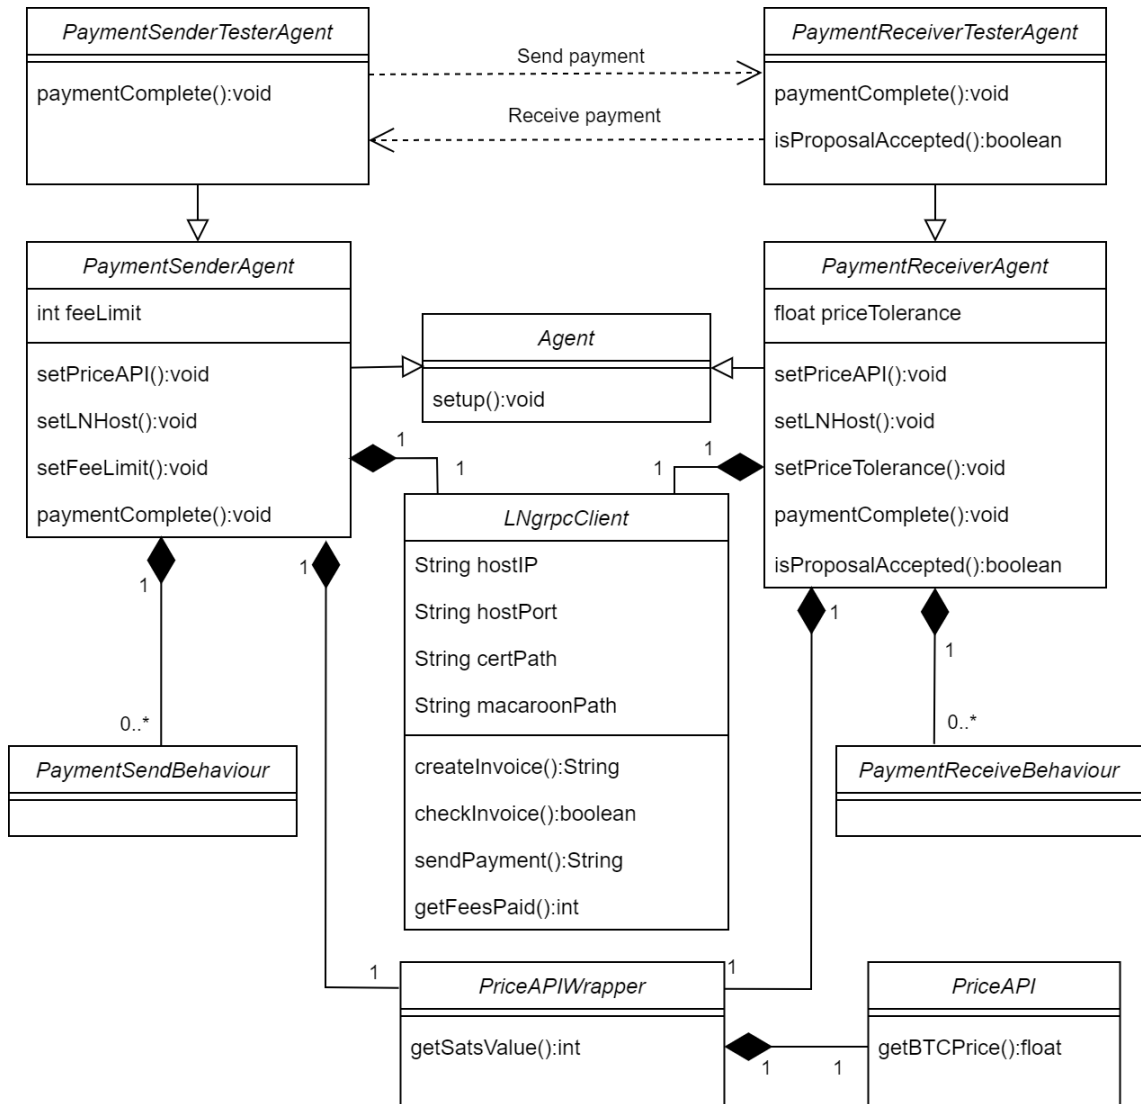 PaymentSenderTesterAgent
paymentComplete():void
Send payment
Receive payment
PaymentReceiverTesterAgent
paymentComplete():void
isProposalAccepted():boolean
PaymentSenderAgent
int feeLimit
setPriceAPI():void
setLNHost():void
setFeeLimit():void
paymentComplete():void
Agent
setup():void
PaymentReceiverAgent
float priceTolerance
setPriceAPI():void
setLNHost():void
setPriceTolerance():void
paymentComplete():void
isProposalAccepted():boolean
1
1
1
1
LNgrpcClient
String hostIP
String hostPort
String certPath
String macaroonPath
createInvoice():String
checkInvoice():boolean
sendPayment():String
getFeesPaid():int
1
1
1
1
0..*
0..*
PaymentSendBehaviour
PaymentReceiveBehaviour
1
1
PriceAPIWrapper
getSatsValue():int
1
1
PriceAPI
getBTCPrice():float